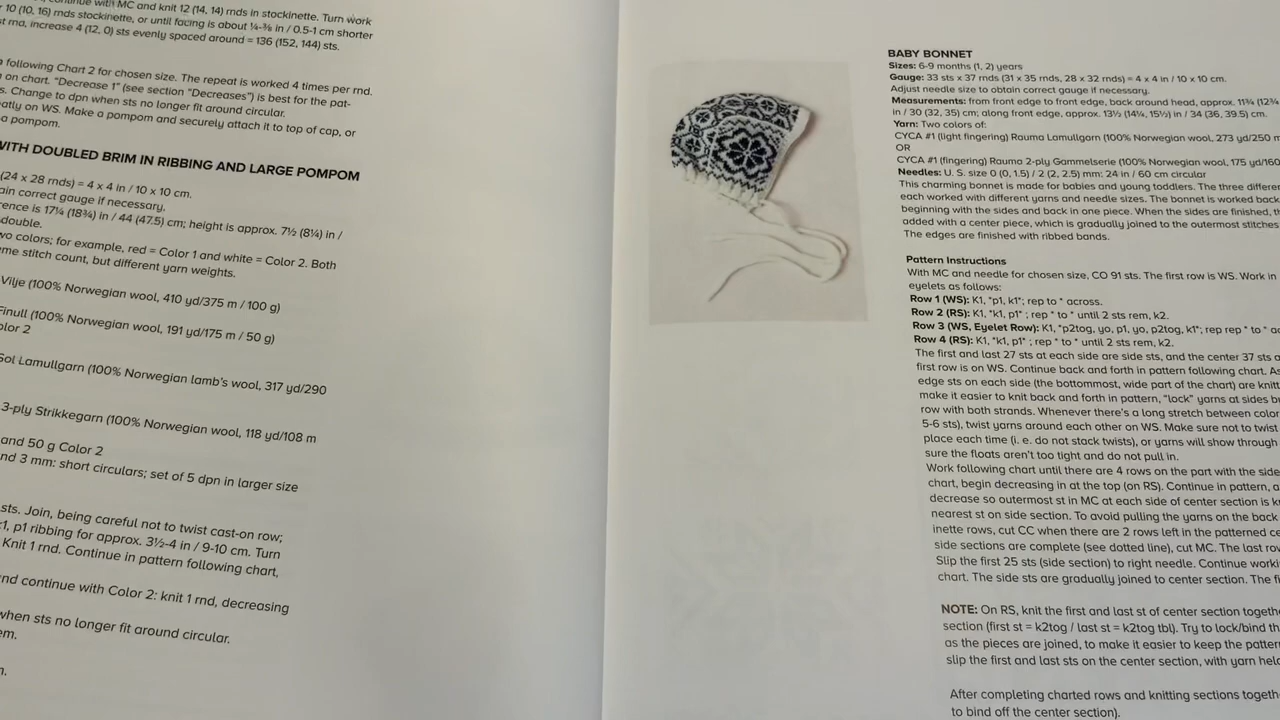 continue with MC and knit 12 (14, 14) rnds in stockinette. Turn work
10 (10, 16) rnds stockinette, or until facing is about ¼-⅜ in / 0.5-1 cm shorter
rnd, increase 4 (12, 0) sts evenly spaced around = 136 (152, 144) sts.
following Chart 2 for chosen size. The repeat is worked 4 times per rnd.
on chart. “Decrease 1” (see section “Decreases”) is best for the pat-
s. Change to dpn when sts no longer fit around circular.
eatly on WS. Make a pompom and securely attach it to top of cap, or
a pompom.
WITH DOUBLED BRIM IN RIBBING AND LARGE POMPOM
(24 x 28 rnds) = 4 x 4 in / 10 x 10 cm.
ain correct gauge if necessary.
rence is 17¼ (18¾) in / 44 (47.5) cm; height is approx. 7½ (8¼) in /
double.
wo colors; for example, red = Color 1 and white = Color 2. Both
me stitch count, but different yarn weights.
Vilje (100% Norwegian wool, 410 yd/375 m / 100 g)
Finull (100% Norwegian wool, 191 yd/175 m / 50 g)
olor 2
Sol Lamullgarn (100% Norwegian lamb’s wool, 317 yd/290
3-ply Strikkegarn (100% Norwegian wool, 118 yd/108 m
and 50 g Color 2
nd 3 mm: short circulars; set of 5 dpn in larger size
sts. Join, being careful not to twist cast-on row;
k1, p1 ribbing for approx. 3½-4 in / 9-10 cm. Turn
Knit 1 rnd. Continue in pattern following chart,
nd continue with Color 2: knit 1 rnd, decreasing
when sts no longer fit around circular.
em.
n.
BABY BONNET
Sizes: 6-9 months (1, 2) years
Gauge: 33 sts x 37 rnds (31 x 35 rnds, 28 x 32 rnds) = 4 x 4 in / 10 x 10 cm.
Adjust needle size to obtain correct gauge if necessary.
Measurements: from front edge to front edge, back around head, approx. 11¾ (12¾
in / 30 (32, 35) cm; along front edge, approx. 13½ (14¼, 15½) in / 34 (36, 39.5) cm.
Yarn: Two colors of:
CYCA #1 (light fingering) Rauma Lamullgarn (100% Norwegian wool, 273 yd/250 m
OR
CYCA #1 (fingering) Rauma 2-ply Gammelserie (100% Norwegian wool, 175 yd/160
Needles: U. S. size 0 (0, 1.5) / 2 (2, 2.5) mm: 24 in / 60 cm circular
This charming bonnet is made for babies and young toddlers. The three differen
each worked with different yarns and needle sizes. The bonnet is worked back
beginning with the sides and back in one piece. When the sides are finished, t
added with a center piece, which is gradually joined to the outermost stitches
The edges are finished with ribbed bands.
Pattern Instructions
With MC and needle for chosen size, CO 91 sts. The first row is WS. Work in
eyelets as follows:
Row 1 (WS): K1, *p1, k1*; rep to * across.
Row 2 (RS): K1, *k1, p1* ; rep * to * until 2 sts rem, k2.
Row 3 (WS, Eyelet Row): K1, *p2tog, yo, p1, yo, p2tog, k1*; rep rep * to * ac
Row 4 (RS): K1, *k1, p1* ; rep * to * until 2 sts rem, k2.
The first and last 27 sts at each side are side sts, and the center 37 sts a
first row is on WS. Continue back and forth in pattern following chart. As
edge sts on each side (the bottommost, wide part of the chart) are knitt
make it easier to knit back and forth in pattern, “lock” yarns at sides b
row with both strands. Whenever there’s a long stretch between color
5-6 sts), twist yarns around each other on WS. Make sure not to twist
place each time (i. e. do not stack twists), or yarns will show through
sure the floats aren’t too tight and do not pull in.
Work following chart until there are 4 rows on the part with the side
chart, begin decreasing in at the top (on RS). Continue in pattern, a
decrease so outermost st in MC at each side of center section is k
nearest st on side section. To avoid pulling the yarns on the back
inette rows, cut CC when there are 2 rows left in the patterned ce
side sections are complete (see dotted line), cut MC. The last row
Slip the first 25 sts (side section) to right needle. Continue worki
chart. The side sts are gradually joined to center section. The fi
NOTE: On RS, knit the first and last st of center section togeth
section (first st = k2tog / last st = k2tog tbl). Try to lock/bind th
as the pieces are joined, to make it easier to keep the patter
slip the first and last sts on the center section, with yarn held
After completing charted rows and knitting sections togeth
to bind off the center section).